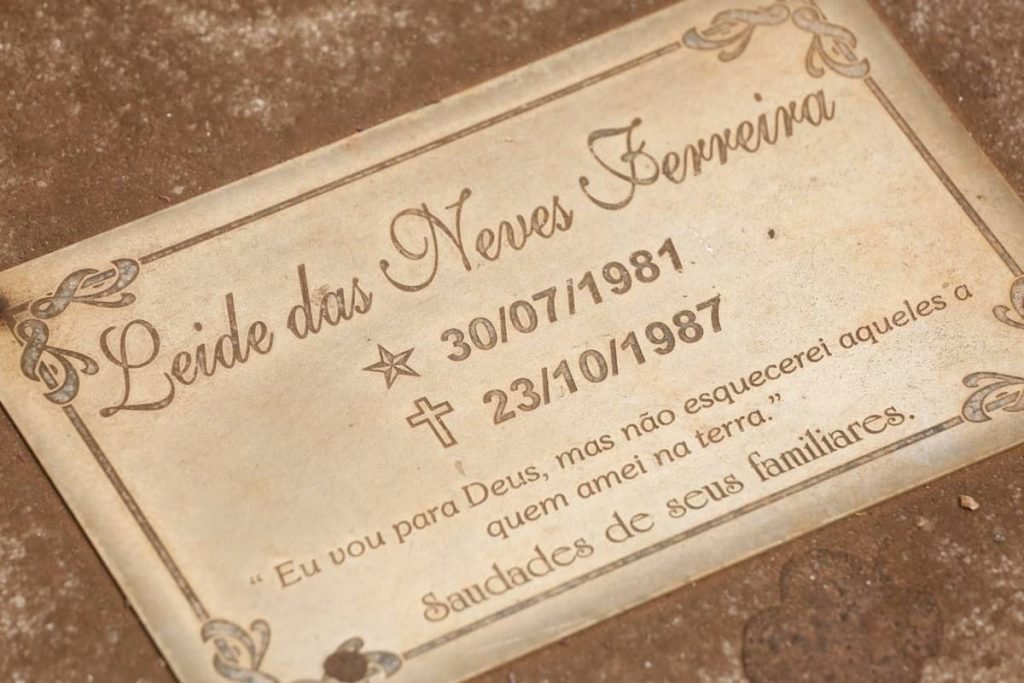 Leide das Neves Ferreira
30/07/1981
23/10/1987
“ Eu vou para Deus, mas não esquecerei aqueles a
quem amei na terra.”
Saudades de seus familiares.